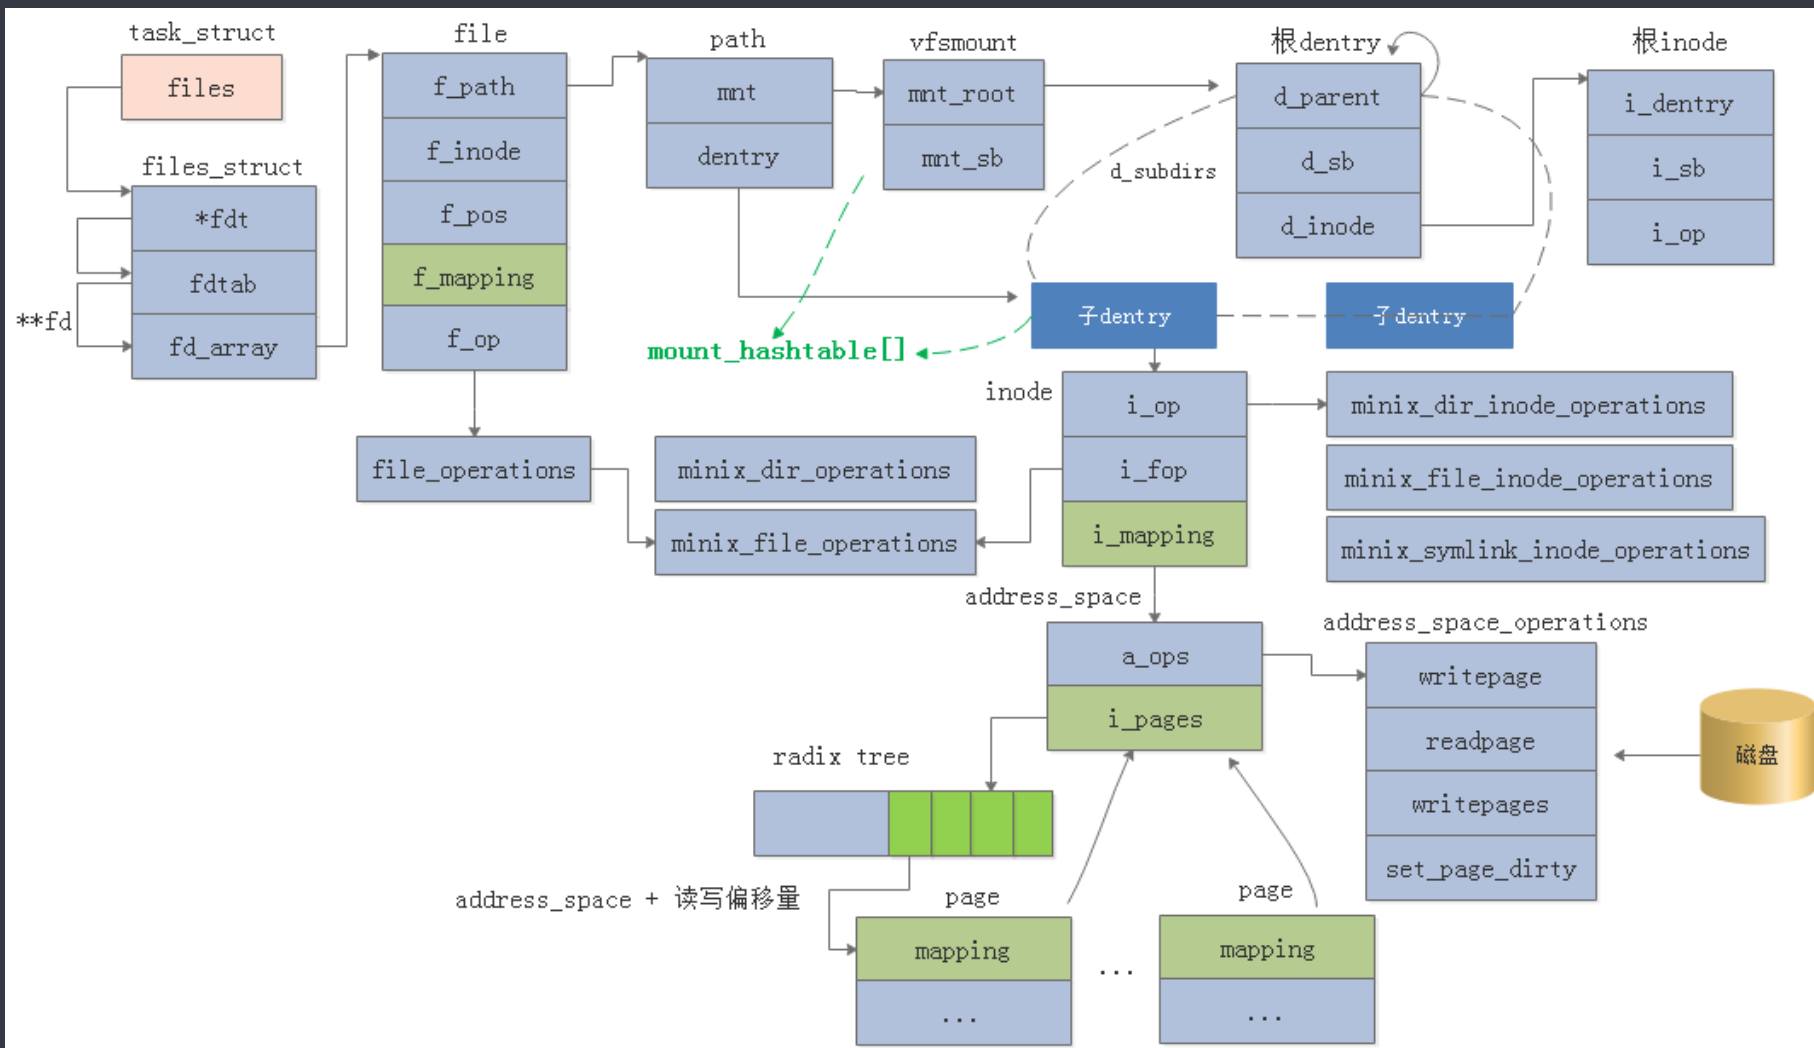 task_struct
files
files_struct
*fdt
fdtab
**fd
fd_array
file
f_path
f_inode
f_pos
f_mapping
f_op
path
mnt
dentry
vfsmount
mnt_root
mnt_sb
根dentry
d_parent
d_sb
d_inode
d_subdirs
根inode
i_dentry
i_sb
i_op
mount_hashtable[]
子dentry
子dentry
inode
i_op
i_fop
i_mapping
minix_dir_inode_operations
minix_file_inode_operations
minix_symlink_inode_operations
file_operations
minix_dir_operations
minix_file_operations
address_space
a_ops
i_pages
address_space_operations
writepage
readpage
writepages
set_page_dirty
磁盘
radix tree
address_space + 读写偏移量
page
mapping
...
...
page
mapping
...